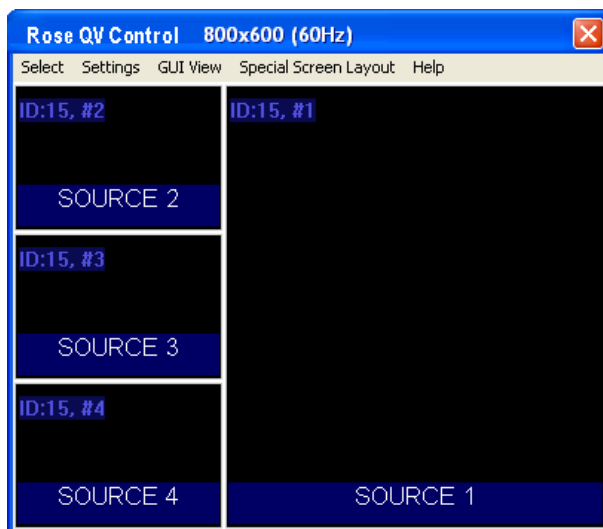 Rose QV Control 800x600 (60Hz)
Select Settings GUI View Special Screen Layout Help
ID:15, #2
SOURCE 2
ID:15, #3
SOURCE 3
ID:15, #4
SOURCE 4
ID:15, #1
SOURCE 1